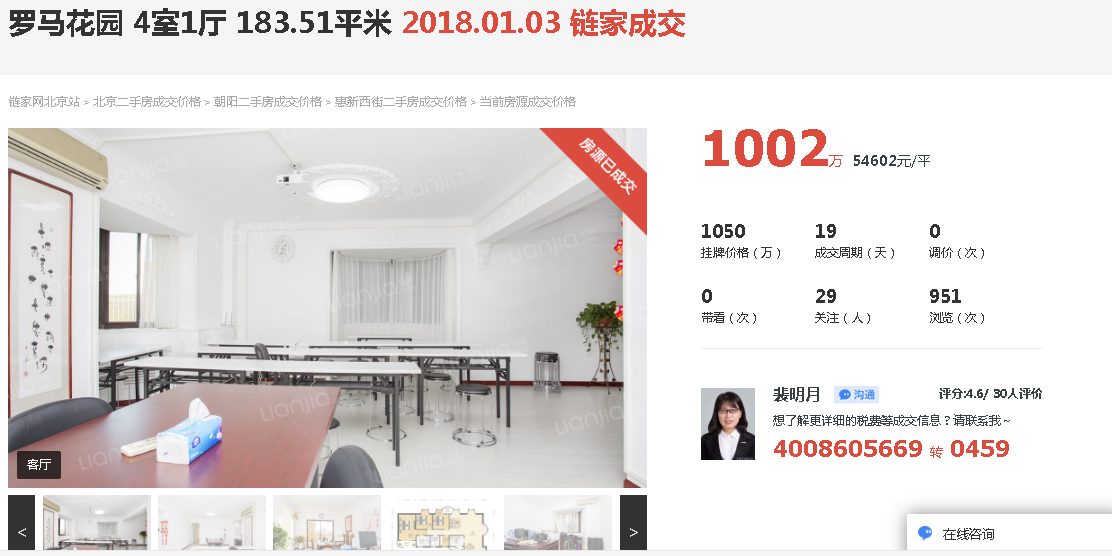 罗马花园 4室1厅 183.51平米 2018.01.03 链家成交
链家网北京站 > 北京二手房成交价格 > 朝阳二手房成交价格 > 惠新西街二手房成交价格 > 当前房源成交价格
房源已成交
lianjia
客厅
<
>
1002万 54602元/平
1050 19 0
挂牌价格（万） 成交周期（天） 调价（次）
0 29 951
带看（次） 关注（人） 浏览（次）
裴明月 沟通 评分:4.6/ 30人评价
想了解更详细的税费等成交信息？请联系我~
4008605669 转 0459
在线咨询